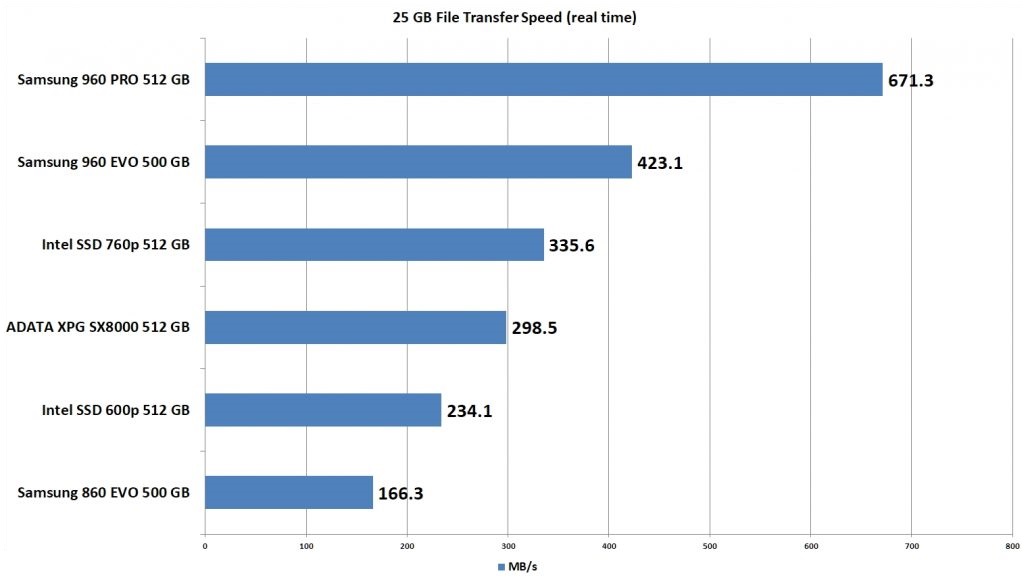 25 GB File Transfer Speed (real time)
Samsung 960 PRO 512 GB 671.3
Samsung 960 EVO 500 GB 423.1
Intel SSD 760p 512 GB 335.6
ADATA XPG SX8000 512 GB 298.5
Intel SSD 600p 512 GB 234.1
Samsung 860 EVO 500 GB 166.3
0 100 200 300 400 500 600 700 800
MB/s